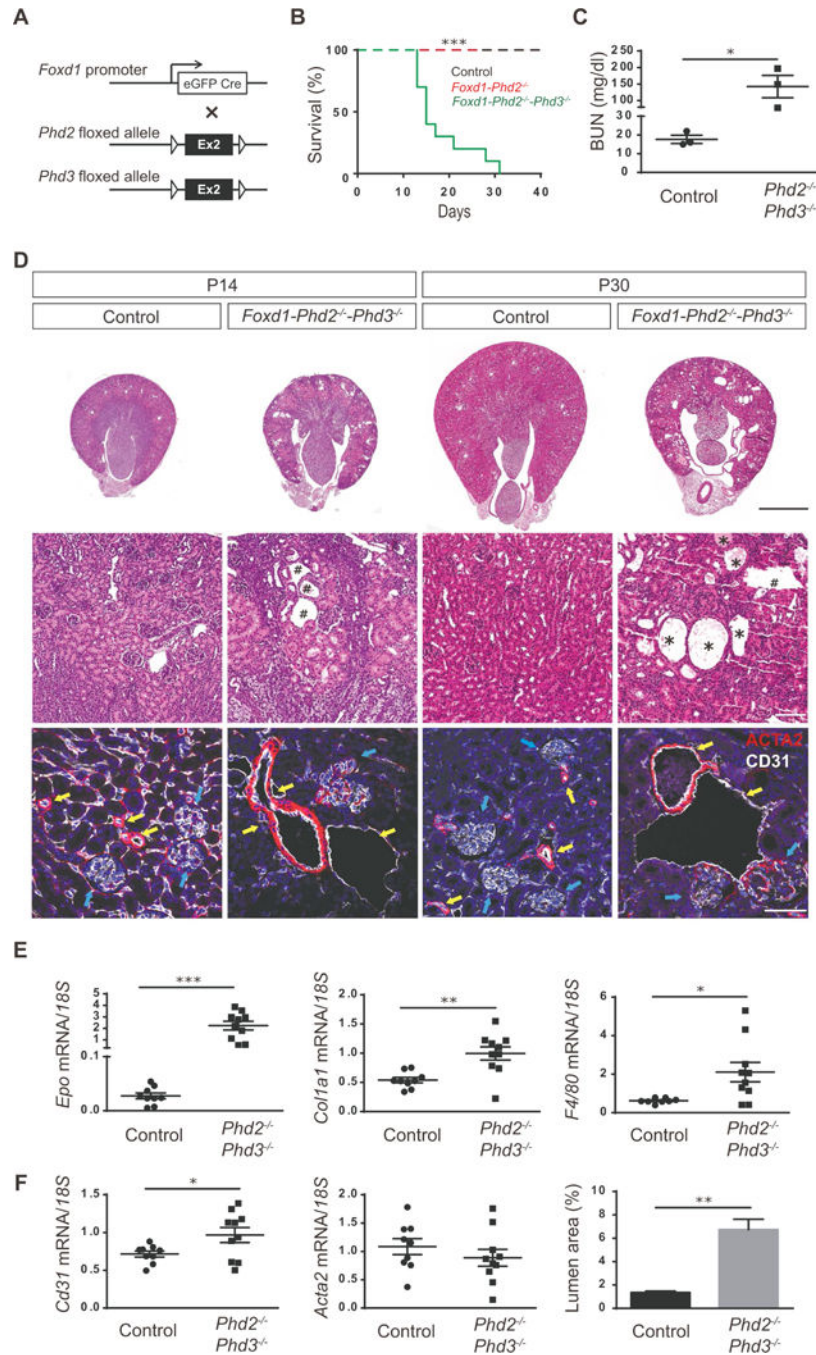 A
Foxd1 promoter
eGFP Cre
×
Phd2 floxed allele
Ex2
Phd3 floxed allele
Ex2
B
Survival (%)
100
50
0
0 10 20 30 40
Days
***
Control
Foxd1-Phd2-/-
Foxd1-Phd2-/-Phd3-/-
C
BUN (mg/dl)
250
200
150
100
50
20
10
0
*
Control
Phd2-/-
Phd3-/-
D
P14
P30
Control
Foxd1-Phd2-/-Phd3-/-
Control
Foxd1-Phd2-/-Phd3-/-
#
#
#
*
*
#
*
*
*
ACTA2
CD31
E
Epo mRNA/18S
5
4
3
2
1
0
0.1
0.0
***
Control
Phd2-/-
Phd3-/-
Col1a1 mRNA/18S
2.0
1.5
1.0
0.5
0.0
**
Control
Phd2-/-
Phd3-/-
F4/80 mRNA/18S
6
4
2
0
*
Control
Phd2-/-
Phd3-/-
F
Cd31 mRNA/18S
1.5
1.0
0.5
0.0
*
Control
Phd2-/-
Phd3-/-
Acta2 mRNA/18S
2.0
1.5
1.0
0.5
0.0
Control
Phd2-/-
Phd3-/-
Lumen area (%)
8
6
4
2
0
**
Control
Phd2-/-
Phd3-/-